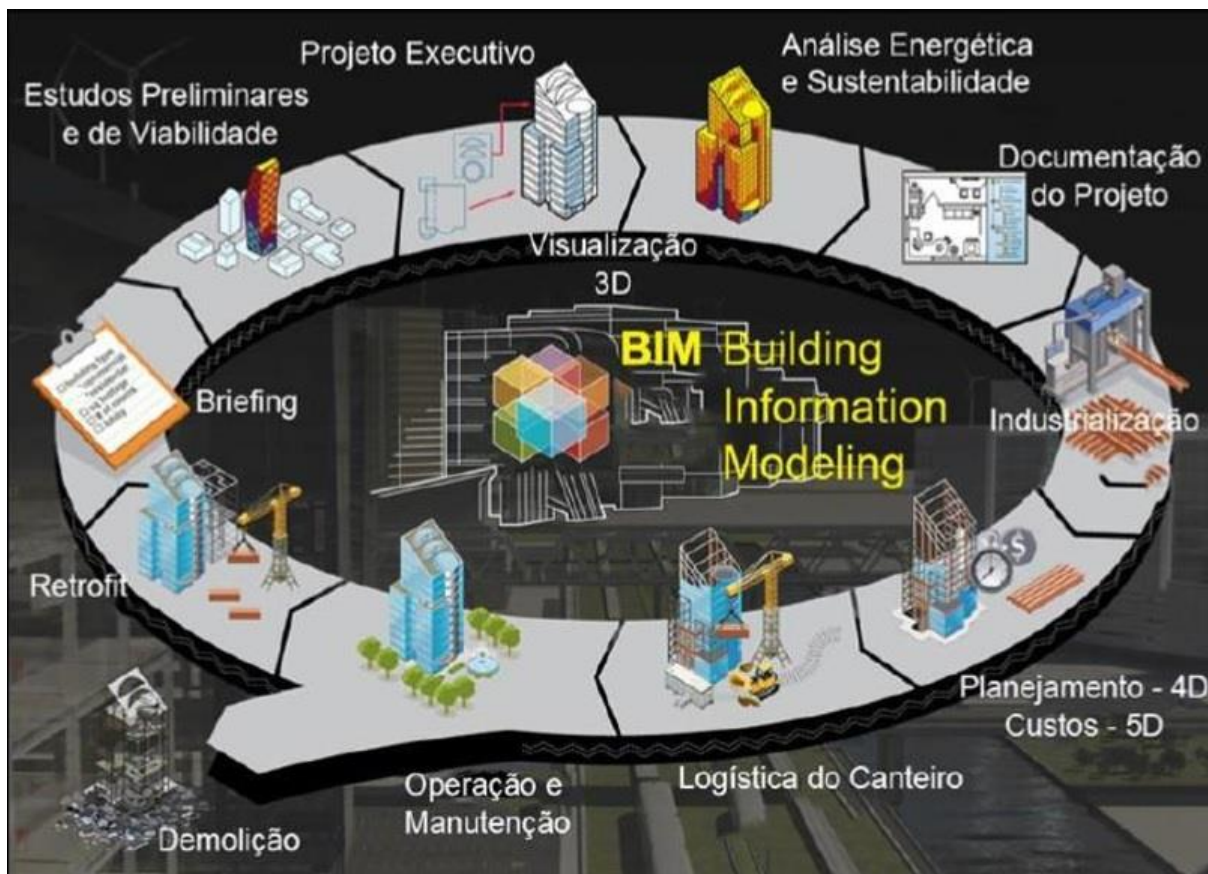 Projeto Executivo
Análise Energética
e Sustentabilidade
Estudos Preliminares
e de Viabilidade
Documentação
do Projeto
Visualização
3D
BIM Building
Information
Modeling
Briefing
Industrialização
Retrofit
Planejamento - 4D
Custos - 5D
Logística do Canteiro
Operação e
Manutenção
Demolição
$